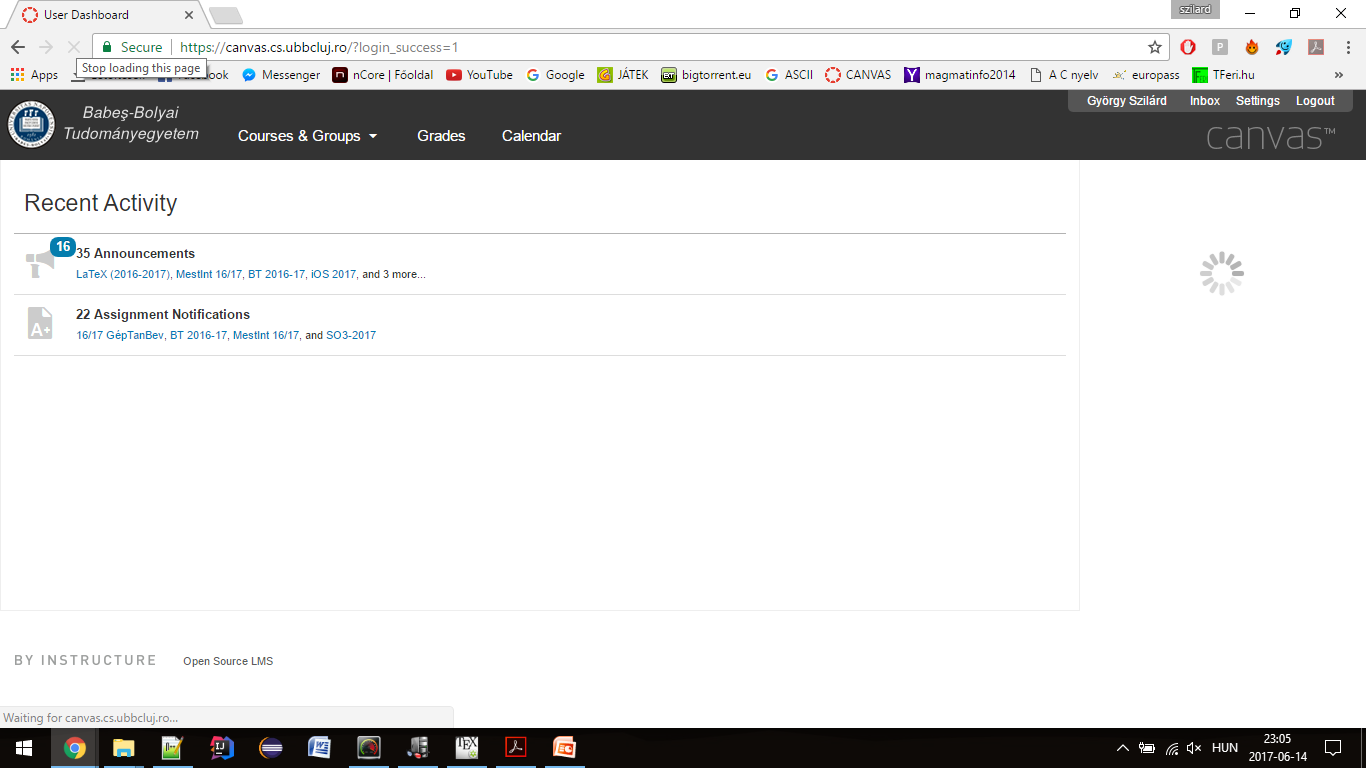 User Dashboard
szilard
Secure https://canvas.cs.ubbcluj.ro/?login_success=1
Stop loading this page
Apps Messenger nCore | Főoldal YouTube Google JÁTÉK bigtorrent.eu ASCII CANVAS magmatinfo2014 A C nyelv europass TFeri.hu »
György Szilárd Inbox Settings Logout
Babeş-Bolyai
Tudományegyetem
Courses & Groups Grades Calendar
canvas™
Recent Activity
16
35 Announcements
LaTeX (2016-2017), MestInt 16/17, BT 2016-17, iOS 2017, and 3 more...
A+
22 Assignment Notifications
16/17 GépTanBev, BT 2016-17, MestInt 16/17, and SO3-2017
BY INSTRUCTURE Open Source LMS
Waiting for canvas.cs.ubbcluj.ro...
HUN
23:05
2017-06-14